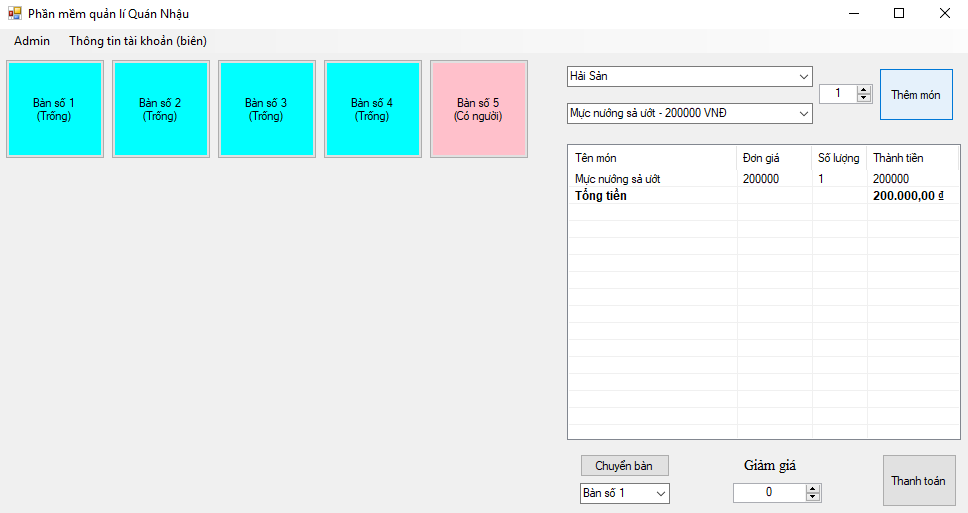 Phần mềm quản lí Quán Nhậu
Admin Thông tin tài khoản (biên)
Bàn số 1
(Trống)
Bàn số 2
(Trống)
Bàn số 3
(Trống)
Bàn số 4
(Trống)
Bàn số 5
(Có người)
Hải Sản
Mực nướng sả ướt - 200000 VNĐ
1
Thêm món
Tên món Đơn giá Số lượng Thành tiền
Mực nướng sả ướt 200000 1 200000
Tổng tiền 200.000,00 ₫
Chuyển bàn
Bàn số 1
Giảm giá
0
Thanh toán